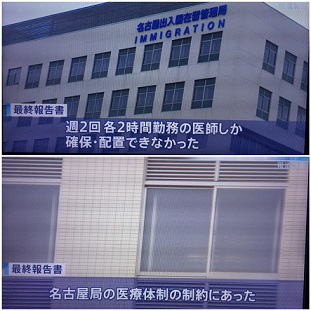 名古屋出入国在留管理局
IMMIGRATION
最終報告書
週2回 各2時間勤務の医師しか
確保・配置できなかった
最終報告書
名古屋局の医療体制の制約にあった